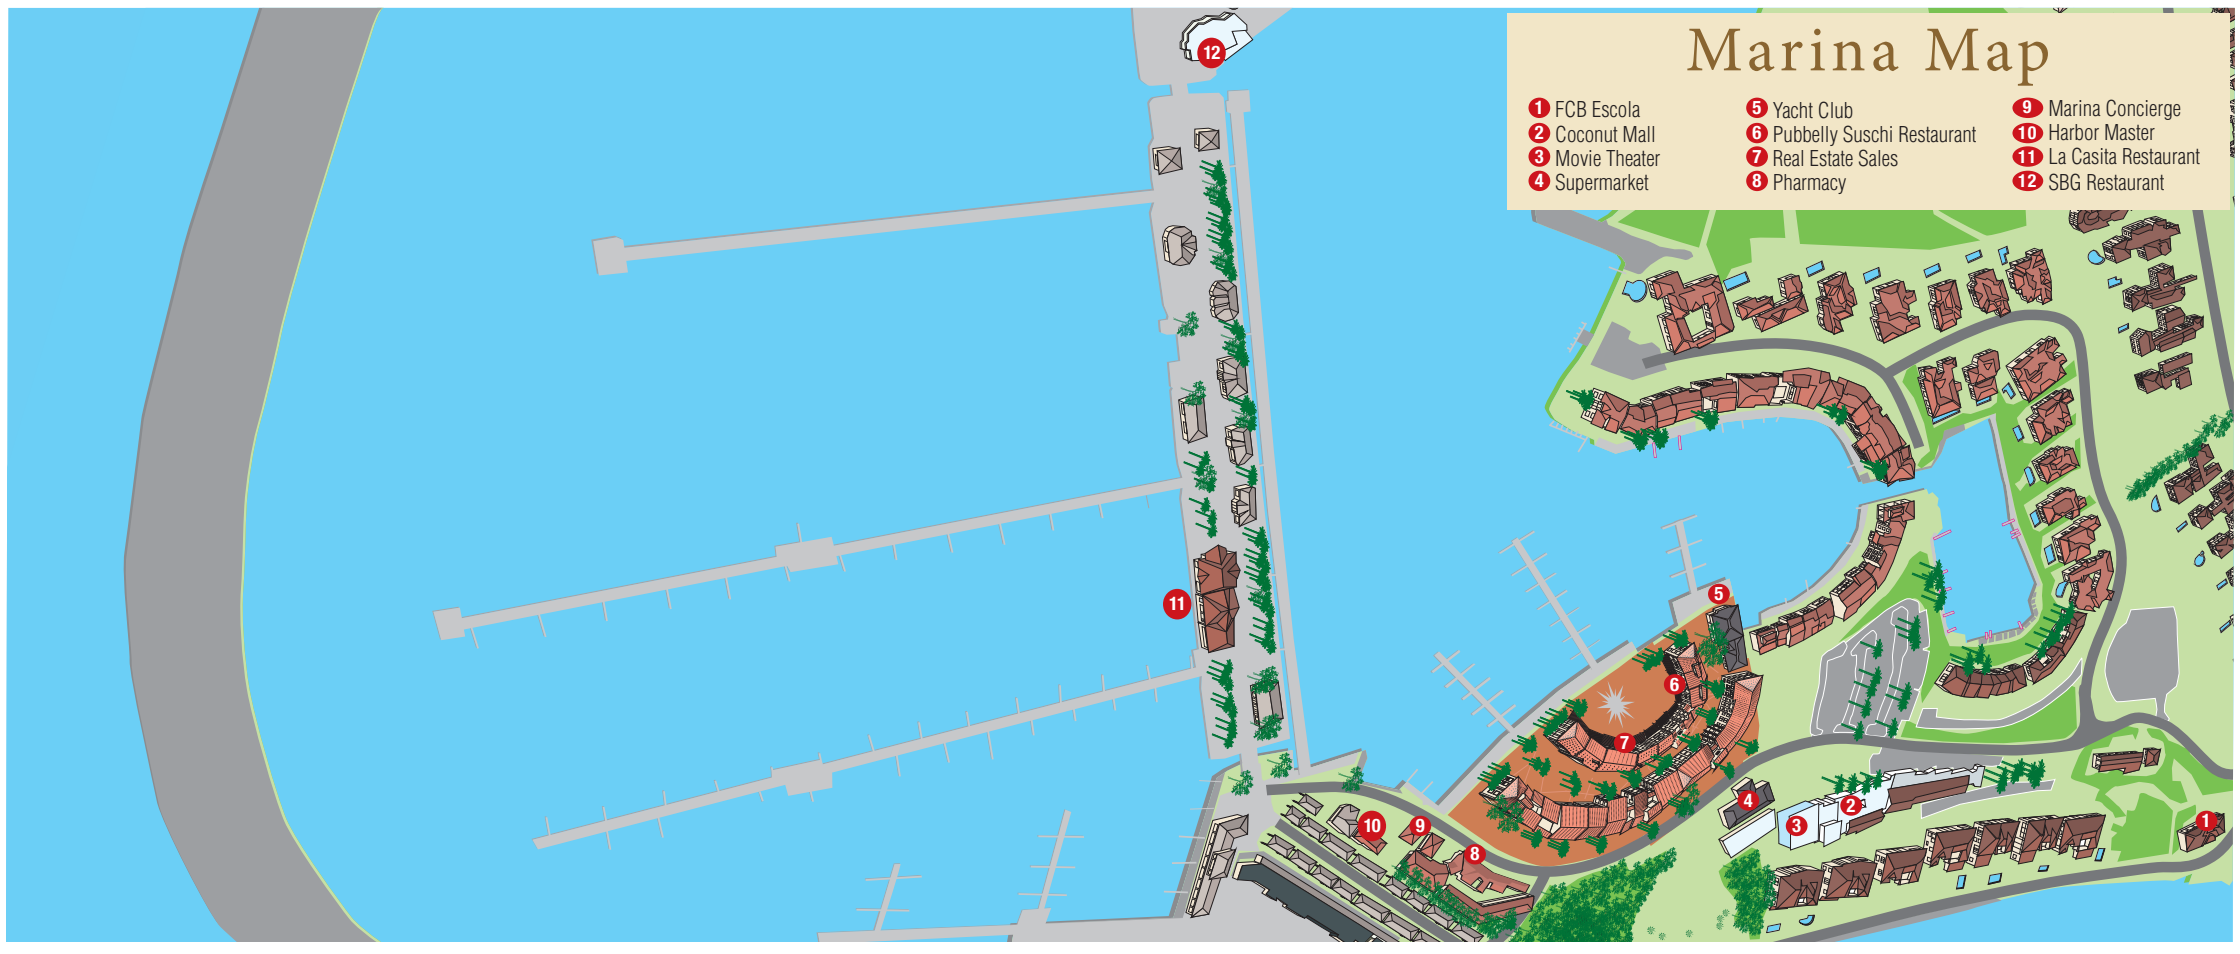 Marina Map
1 FCB Escola
2 Coconut Mall
3 Movie Theater
4 Supermarket
5 Yacht Club
6 Pubbelly Suschi Restaurant
7 Real Estate Sales
8 Pharmacy
9 Marina Concierge
10 Harbor Master
11 La Casita Restaurant
12 SBG Restaurant
12
11
5
6
7
4
3
2
1
10
9
8